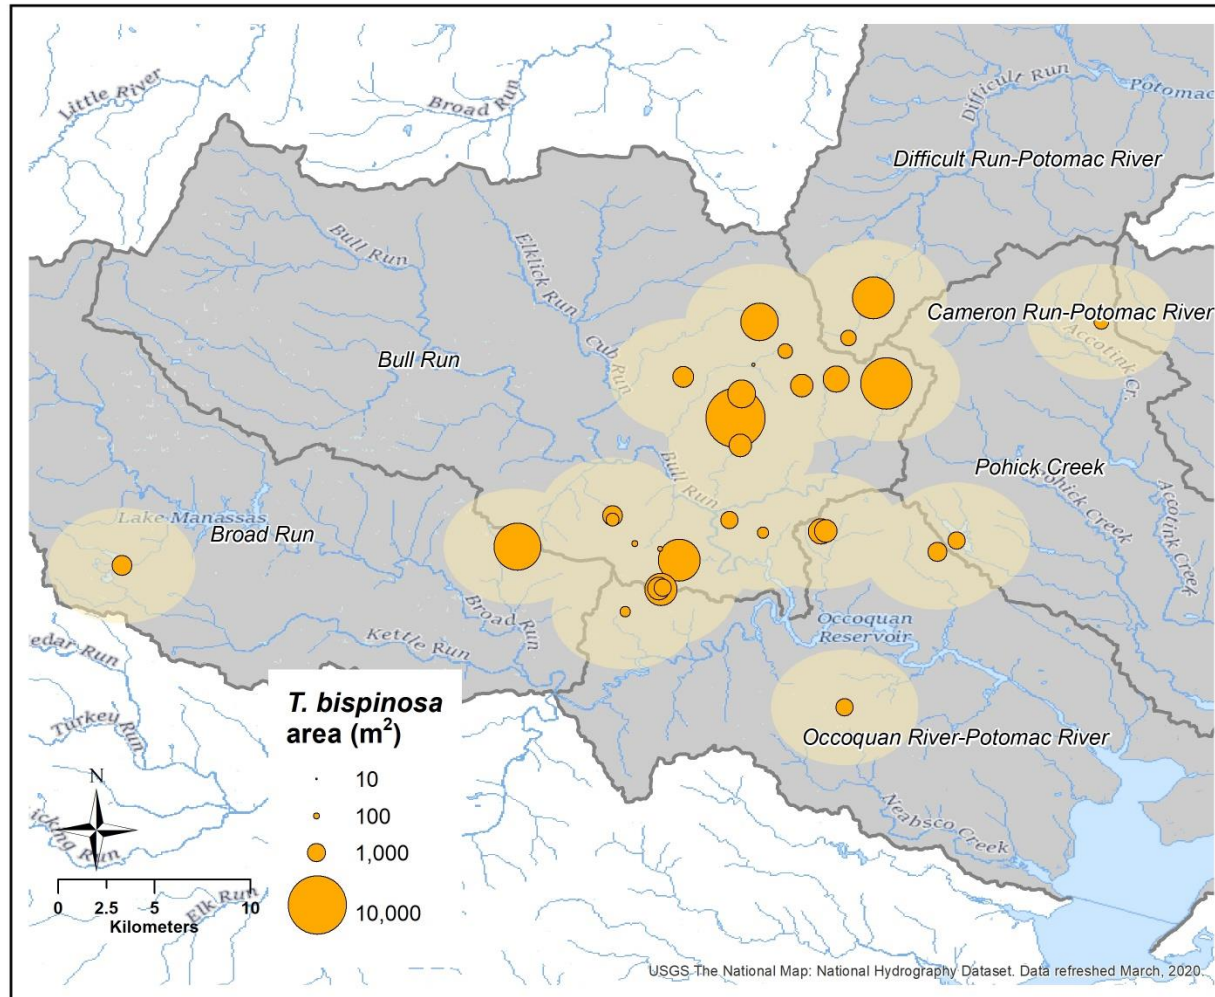 Little River
Broad Run
Difficult Run
Potomac
Difficult Run-Potomac River
Bull Run
Elklick Run
Cub Run
Cameron Run-Potomac River
Accotink Cr.
Bull Run
Bull Run
Pohick Creek
Pohick Creek
Accotink Creek
Lake Manassas
Broad Run
Broad Run
Kettle Run
Occoquan
Reservoir
edar Run
Turkey Run
icking Run
Elk Run
Occoquan River-Potomac River
Neabsco Creek
T. bispinosa
area (m²)
10
100
1,000
10,000
N
0 2.5 5 10
Kilometers
USGS The National Map: National Hydrography Dataset. Data refreshed March, 2020.